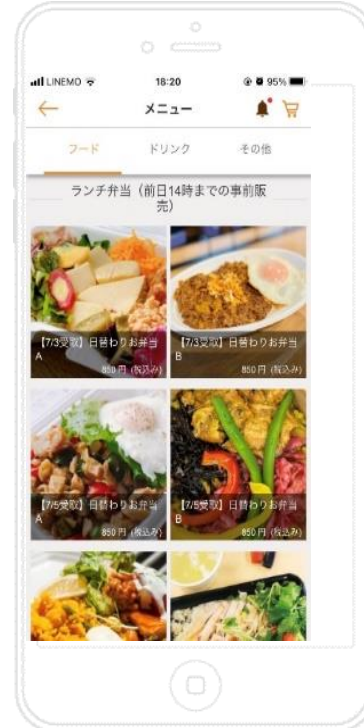 LINEMO 18:20 95%
メニュー
フード ドリンク その他
ランチ弁当（前日14時までの事前販
売）
【7/3受取】日替わりお弁当
A
850円 (税込み)
【7/3受取】日替わりお弁当
B
850円 (税込み)
【7/5受取】日替わりお弁当
A
850円 (税込み)
【7/5受取】日替わりお弁当
B
850円 (税込み)